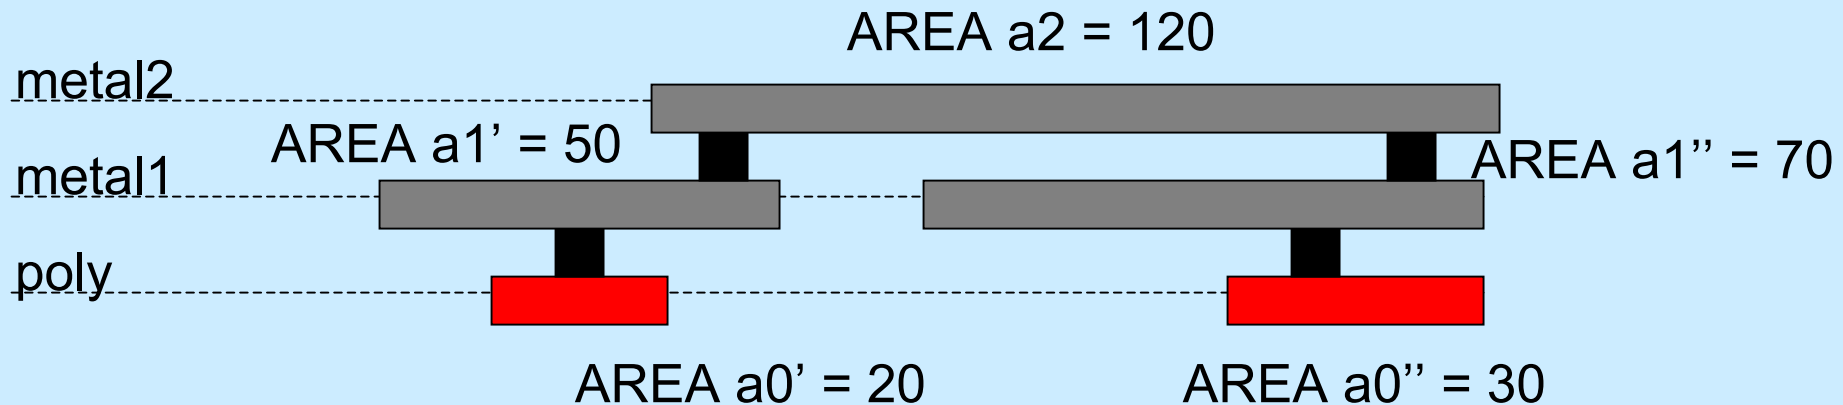 AREA a2 = 120
metal2
AREA a1’ = 50
AREA a1’’ = 70
metal1
poly
AREA a0’ = 20
AREA a0’’ = 30